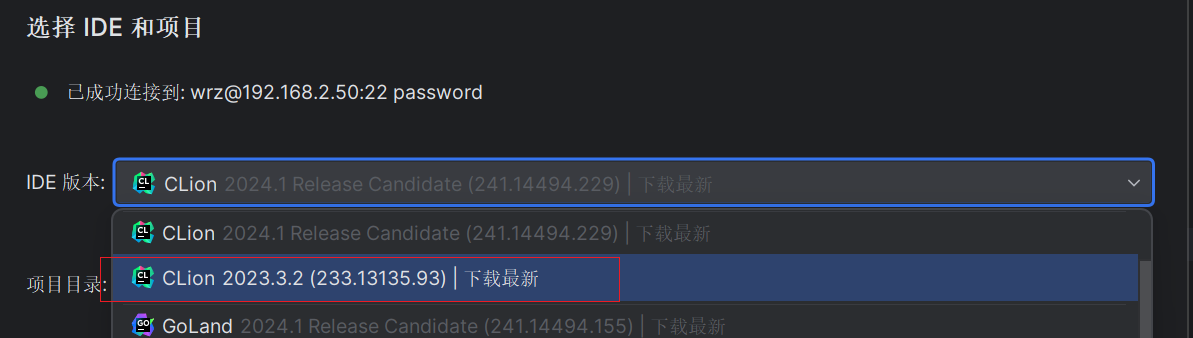 选择 IDE 和项目
已成功连接到: wrz@192.168.2.50:22 password
IDE 版本: CL CLion 2024.1 Release Candidate (241.14494.229) | 下载最新
CL CLion 2024.1 Release Candidate (241.14494.229) | 下载最新
项目目录: CL CLion 2023.3.2 (233.13135.93) | 下载最新
GO GoLand 2024.1 Release Candidate (241.14494.155) | 下载最新